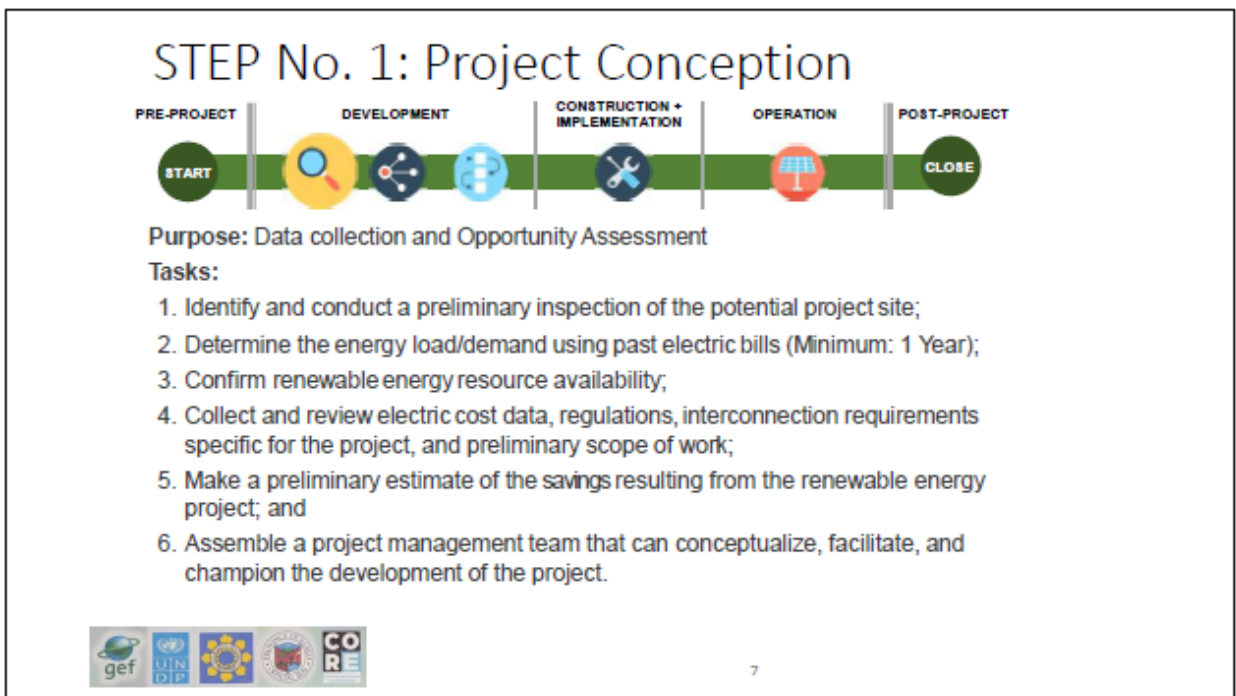 STEP No. 1: Project Conception
PRE-PROJECT
DEVELOPMENT
CONSTRUCTION +
IMPLEMENTATION
OPERATION
POST-PROJECT
START
CLOSE
Purpose: Data collection and Opportunity Assessment
Tasks:
1. Identify and conduct a preliminary inspection of the potential project site;
2. Determine the energy load/demand using past electric bills (Minimum: 1 Year);
3. Confirm renewable energy resource availability;
4. Collect and review electric cost data, regulations, interconnection requirements
specific for the project, and preliminary scope of work;
5. Make a preliminary estimate of the savings resulting from the renewable energy
project; and
6. Assemble a project management team that can conceptualize, facilitate, and
champion the development of the project.
gef
UN
DP
CO
RE
7